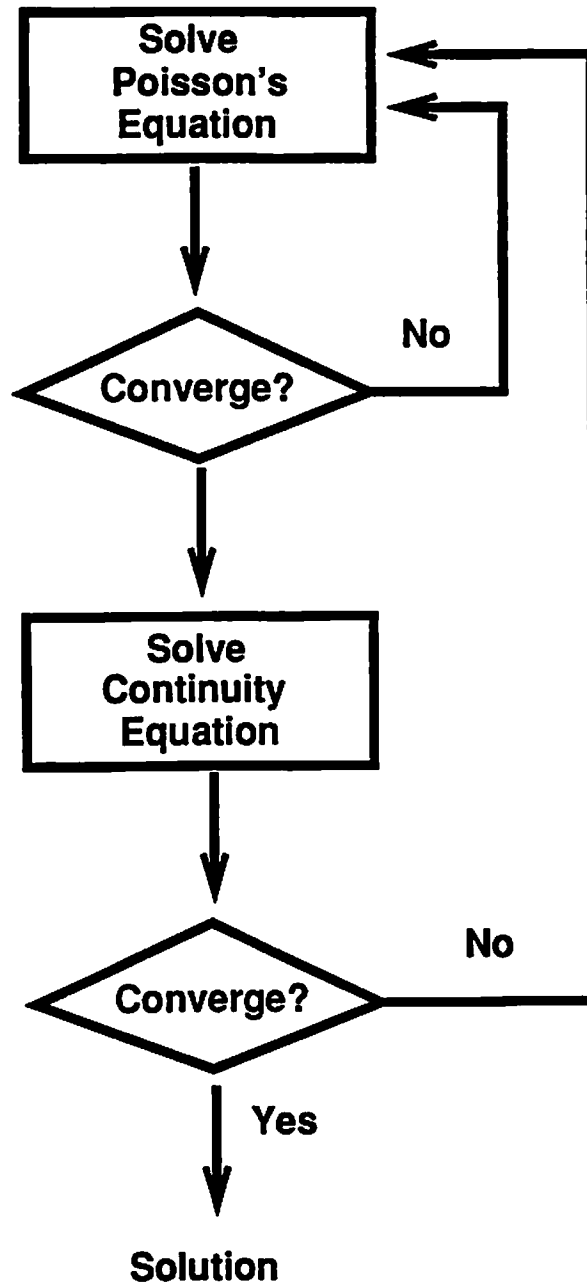 Solve
Poisson's
Equation
No
Converge?
Solve
Continuity
Equation
No
Converge?
Yes
Solution